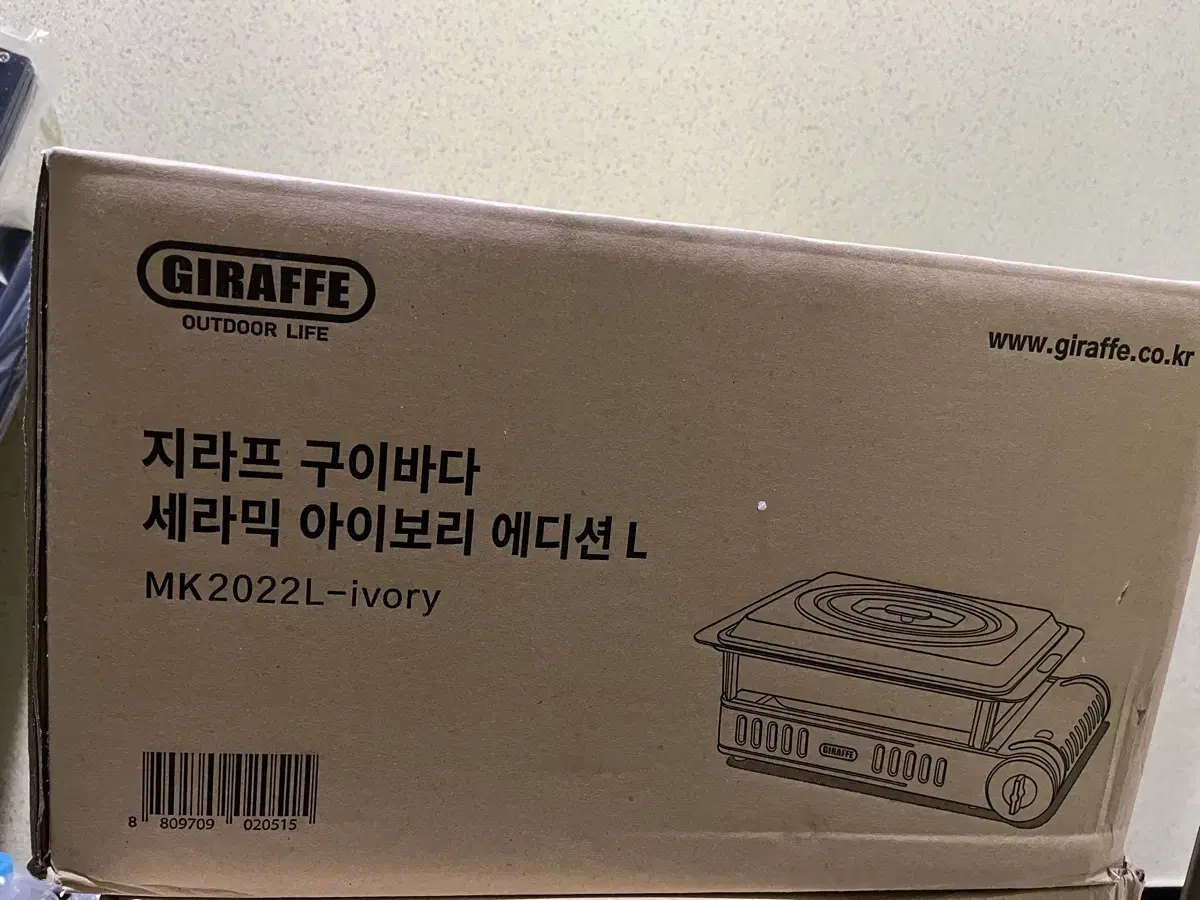 GIRAFFE
OUTDOOR LIFE
www.giraffe.co.kr
지라프 구이바다
세라믹 아이보리 에디션 L
MK2022L-ivory
GIRAFFE
8 809709 020515